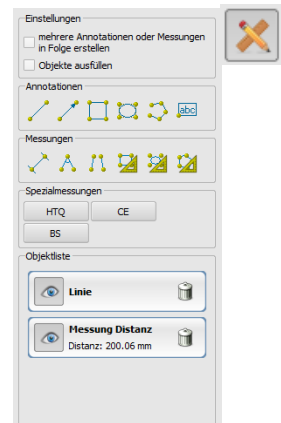 Einstellungen
mehrere Annotationen oder Messungen
in Folge erstellen
Objekte ausfüllen
Annotationen
abc
Messungen
Spezialmessungen
HTQ CE
BS
Objektliste
Linie
Messung Distanz
Distanz: 200.06 mm